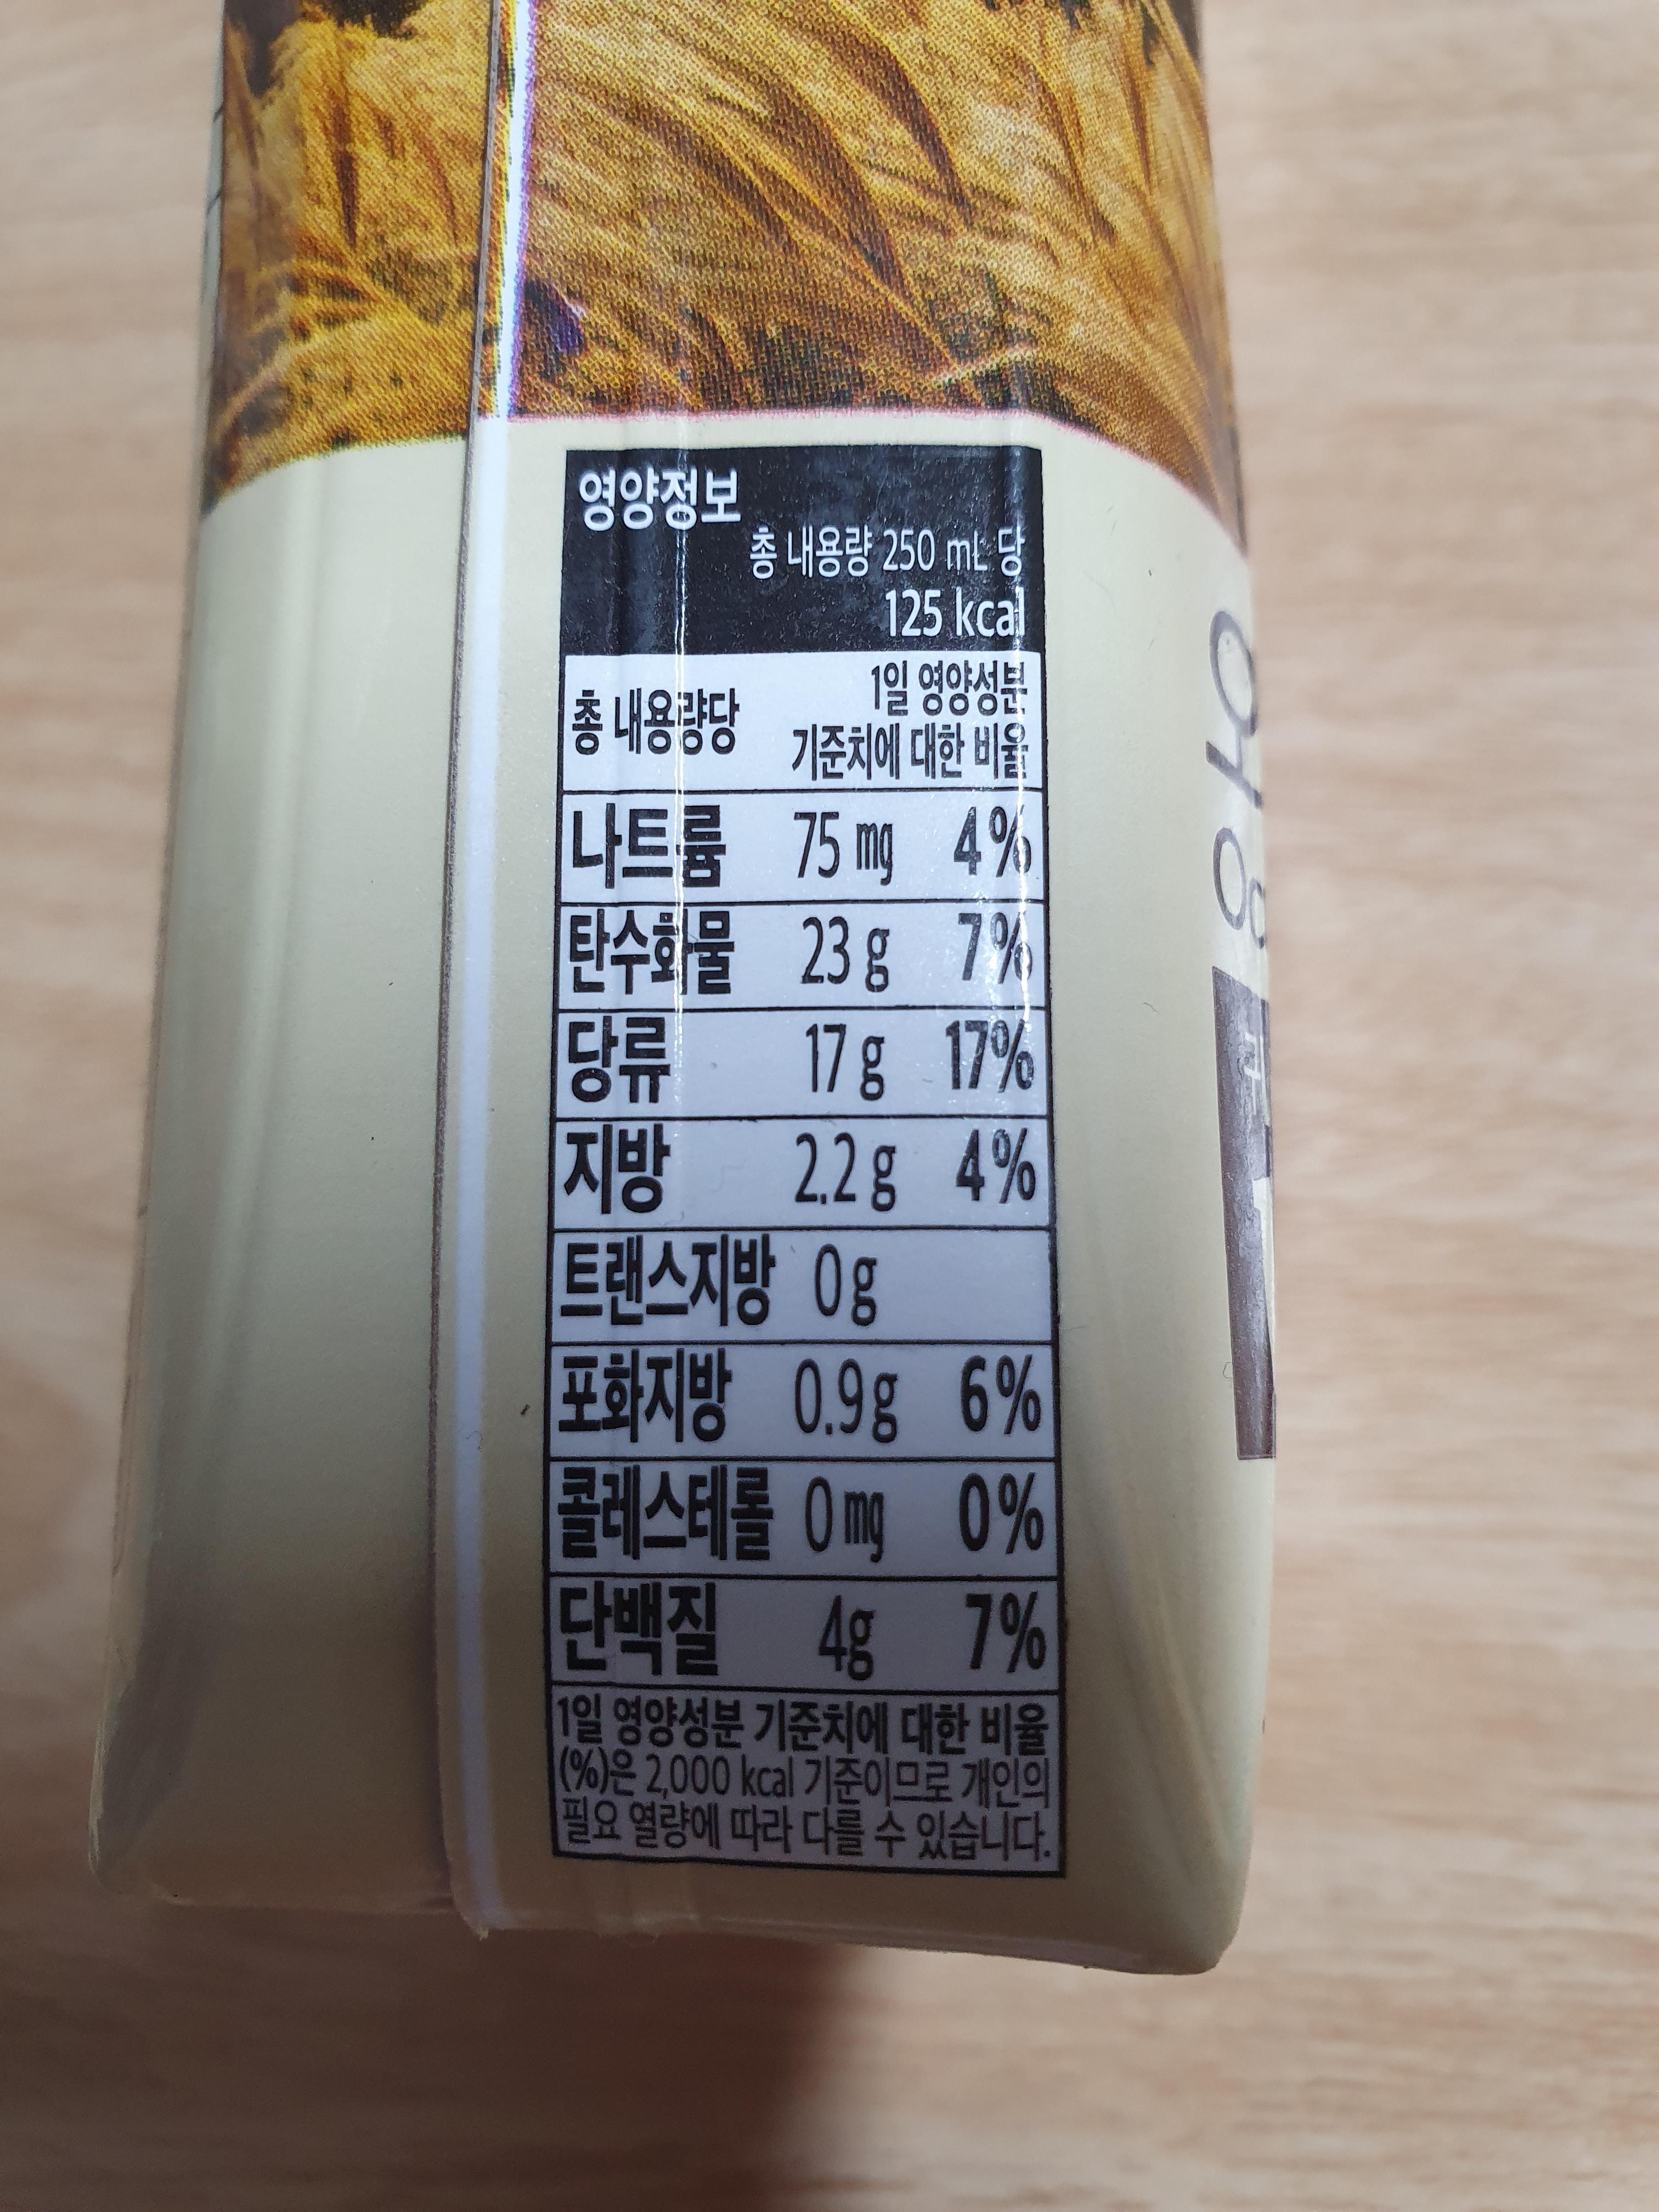 영양정보
총 내용량 250 mL 당
125 kcal
총 내용량당
1일 영양성분
기준치에 대한 비율
나트륨 75 mg 4%
탄수화물 23 g 7%
당류 17 g 17%
지방 2.2 g 4%
트랜스지방 0 g
포화지방 0.9 g 6%
콜레스테롤 0 mg 0%
단백질 4g 7%
1일 영양성분 기준치에 대한 비율
(%)은 2,000 kcal 기준이므로 개인의
필요 열량에 따라 다를 수 있습니다.